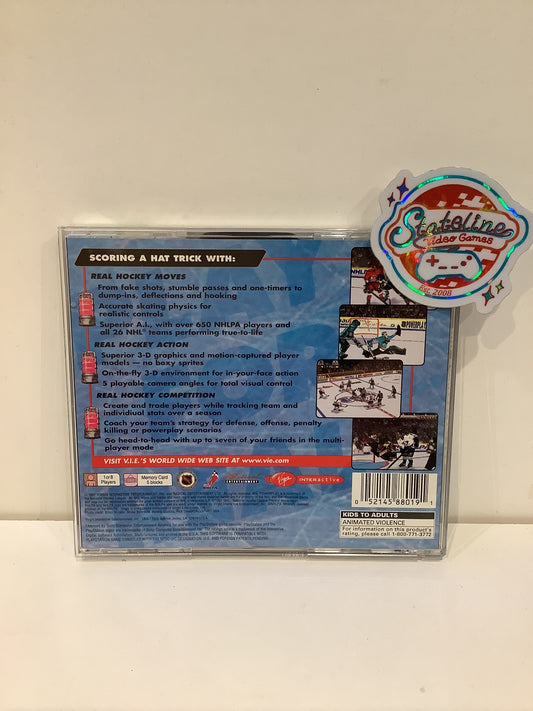 Stateline
Video Games
Est. 2008
SCORING A HAT TRICK WITH:
REAL HOCKEY MOVES
From fake shots, stumble passes and one-timers to
dump-ins, deflections and hooking
Accurate skating physics for
realistic controls
Superior A.I., with over 650 NHLPA players and
all 26 NHL teams performing true-to-life
REAL HOCKEY ACTION
Superior 3-D graphics and motion-captured player
models — no boxy sprites
On-the-fly 3-D environment for in-your-face action
5 playable camera angles for total visual control
REAL HOCKEY COMPETITION
Create and trade players while tracking team and
individiual stats over a season
Coach your team's strategy for defense, offense, penalty
killing or powerplay scenarios
Go head-to-head with up to seven of your friends in the multi-
player mode
VISIT V.I.E.'S WORLD WIDE WEB SITE AT www.vie.com
1 or 8
Players
Memory Card
5 blocks
ENTERTAINMENT
Virgin
INTERACTIVE
0 52145 88019 1
KIDS TO ADULTS
ANIMATED VIOLENCE
For information on this product's
rating, please call 1-800-771-3772